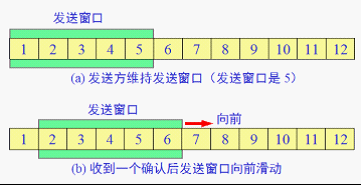 发送窗口
1 2 3 4 5 6 7 8 9 10 11 12
(a) 发送方维持发送窗口（发送窗口是 5）
发送窗口 向前
1 2 3 4 5 6 7 8 9 10 11 12
(b) 收到一个确认后发送窗口向前滑动